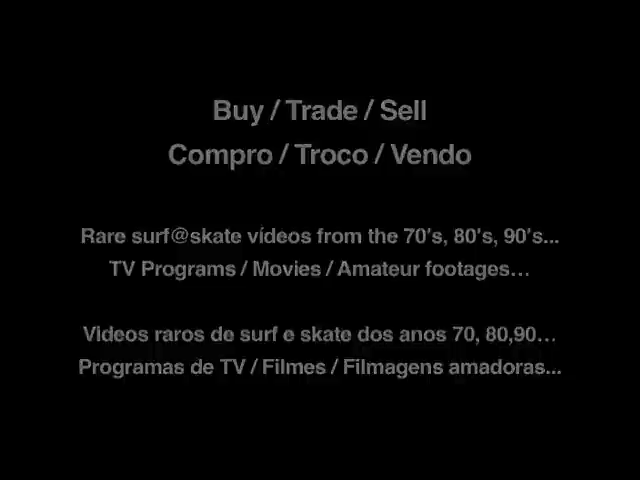 Buy / Trade / Sell
Compro / Troco / Vendo
Rare surf@skate vídeos from the 70's, 80's, 90's...
TV Programs / Movies / Amateur footages...
Videos raros de surf e skate dos anos 70, 80,90...
Programas de TV / Filmes / Filmagens amadoras...